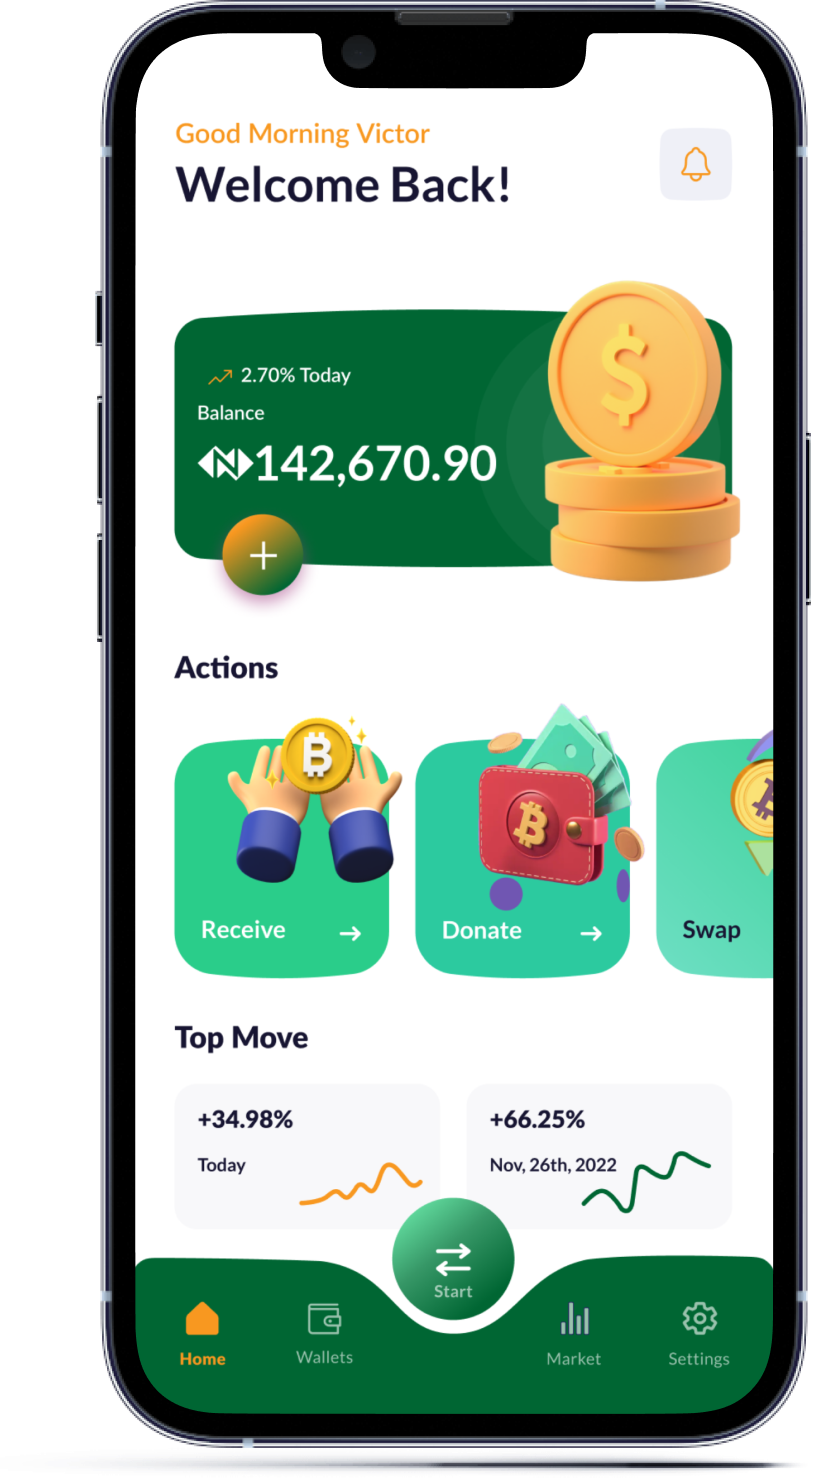 Good Morning Victor
Welcome Back!
2.70% Today
Balance
142,670.90
Actions
Receive
Donate
Swap
Top Move
+34.98%
Today
+66.25%
Nov, 26th, 2022
Start
Home
Wallets
Market
Settings